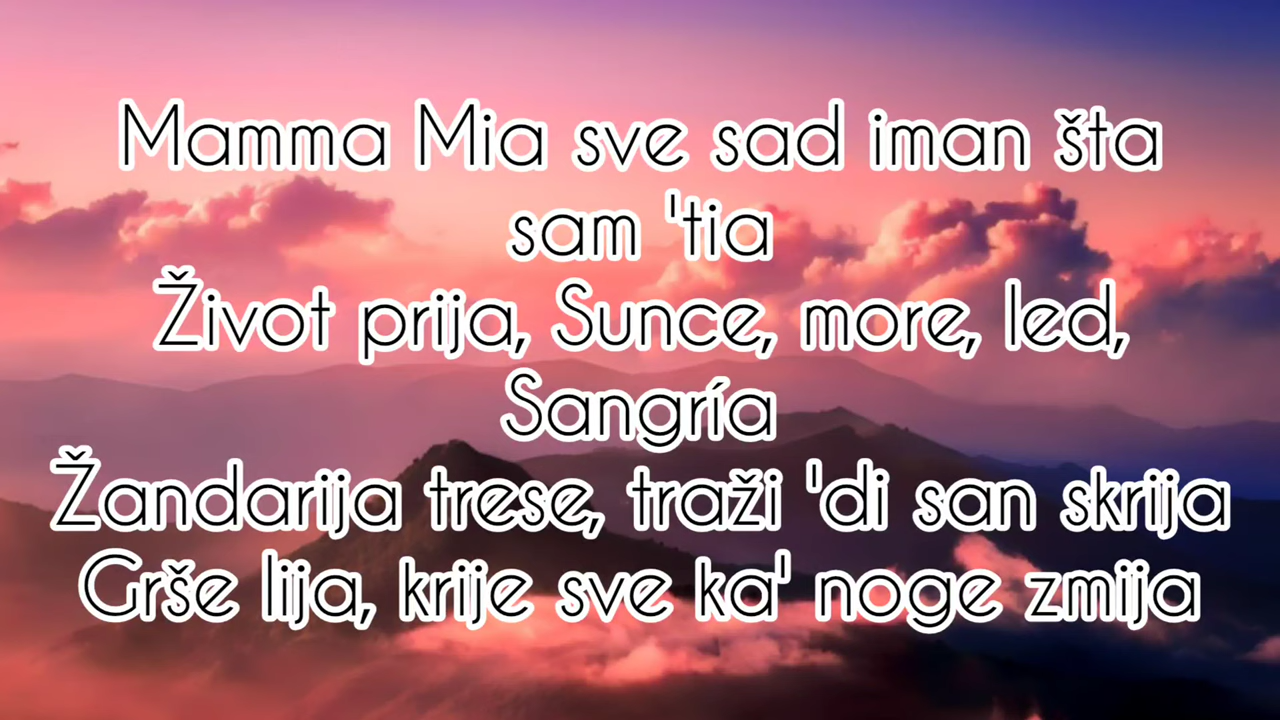 Mamma Mia sve sad iman šta
sam 'tia
Život prija, Sunce, more, led,
Sangría
Žandarija trese, traži 'di san skrija
Grše lija, krije sve ka' noge zmija